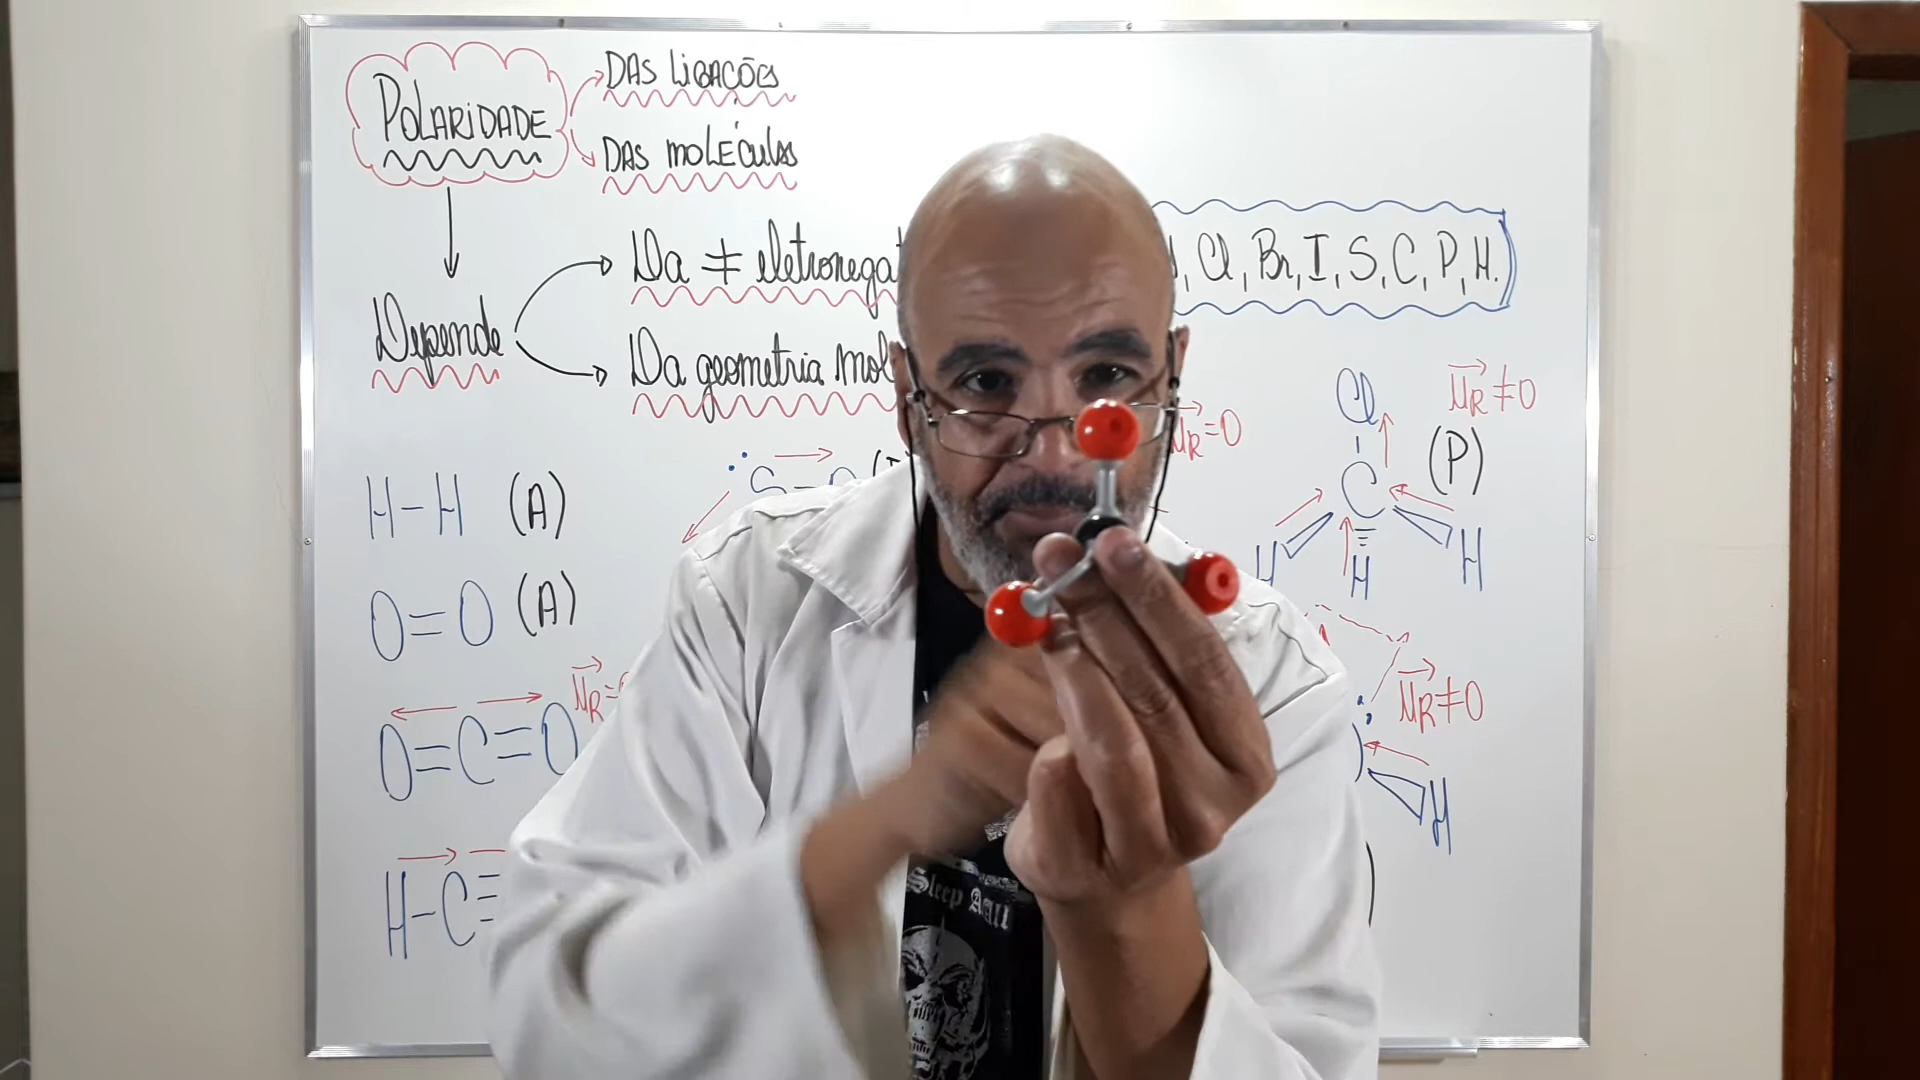 POLARIDADE
DAS LIGAÇÕES
DAS MOLÉCULAS
Depende
Da ≠ eletronegat
Da geometria mol
, Cl, Br, I, S, C, P, H.
H-H (A)
O=O (A)
O=C=O
H-C≡
μR=0
Cl
C
H H H
(P)
μR≠0
μR≠0
H
Sleep